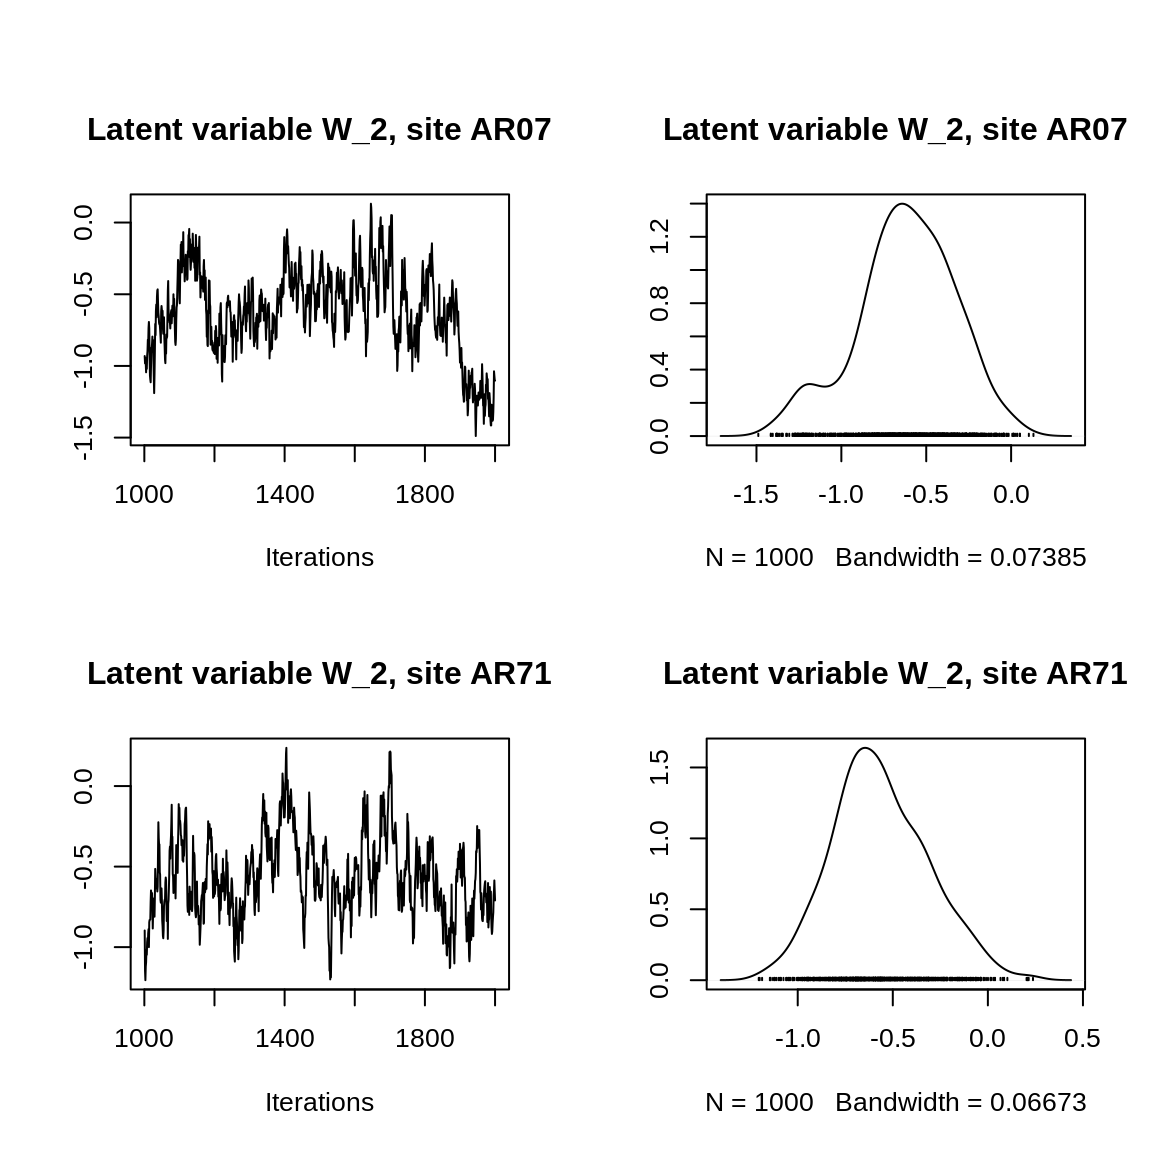 Latent variable W_2, site AR07
0.0
-0.5
-1.0
-1.5
1000 1400 1800
Iterations
Latent variable W_2, site AR07
1.2
0.8
0.4
0.0
-1.5 -1.0 -0.5 0.0
N = 1000 Bandwidth = 0.07385
Latent variable W_2, site AR71
0.0
-0.5
-1.0
1000 1400 1800
Iterations
Latent variable W_2, site AR71
1.5
1.0
0.5
0.0
-1.0 -0.5 0.0 0.5
N = 1000 Bandwidth = 0.06673